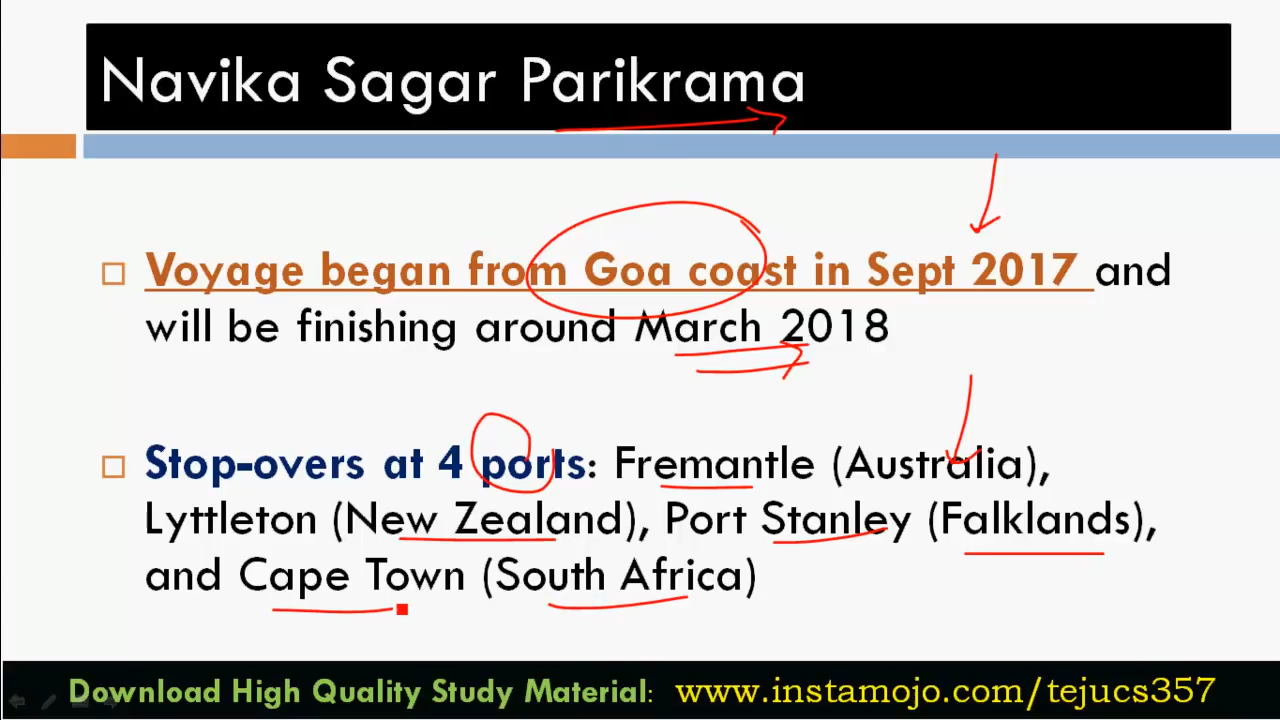 Navika Sagar Parikrama
Voyage began from Goa coast in Sept 2017 and
will be finishing around March 2018
Stop-overs at 4 ports: Fremantle (Australia),
Lyttleton (New Zealand), Port Stanley (Falklands),
and Cape Town (South Africa)
Download High Quality Study Material: www.instamojo.com/tejucs357